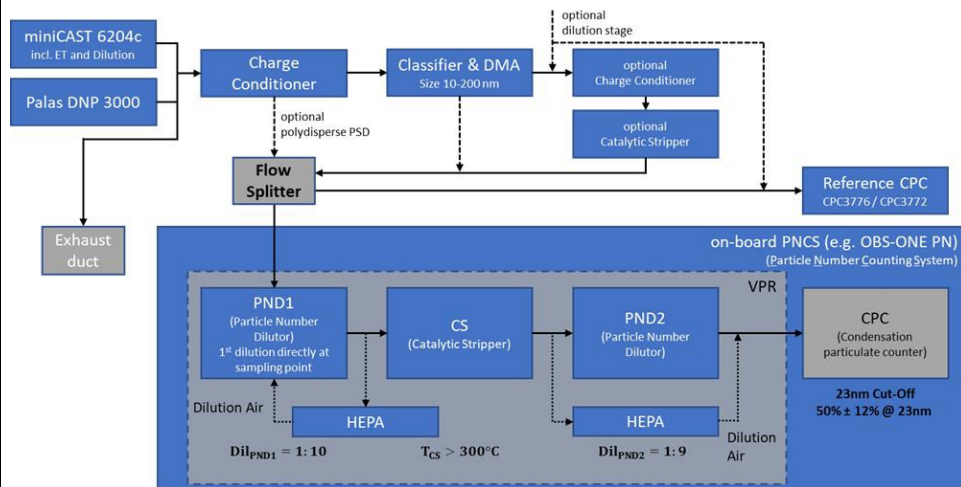 miniCAST 6204c
incl. ET and Dilution
Palas DNP 3000
Charge
Conditioner
Classifier & DMA
Size 10-200 nm
optional
dilution stage
optional
Charge Conditioner
optional
Catalytic Stripper
optional
polydisperse PSD
Flow
Splitter
Reference CPC
CPC3776 / CPC3772
Exhaust
duct
on-board PNCS (e.g. OBS-ONE PN)
(Particle Number Counting System)
VPR
PND1
(Particle Number
Dilutor)
1st dilution directly at
sampling point
CS
(Catalytic Stripper)
PND2
(Particle Number
Dilutor)
CPC
(Condensation
particulate counter)
23nm Cut-Off
50% ± 12% @ 23nm
Dilution Air
HEPA
HEPA
Dilution
Air
DilPND1 = 1: 10
TCS > 300°C
DilPND2 = 1: 9